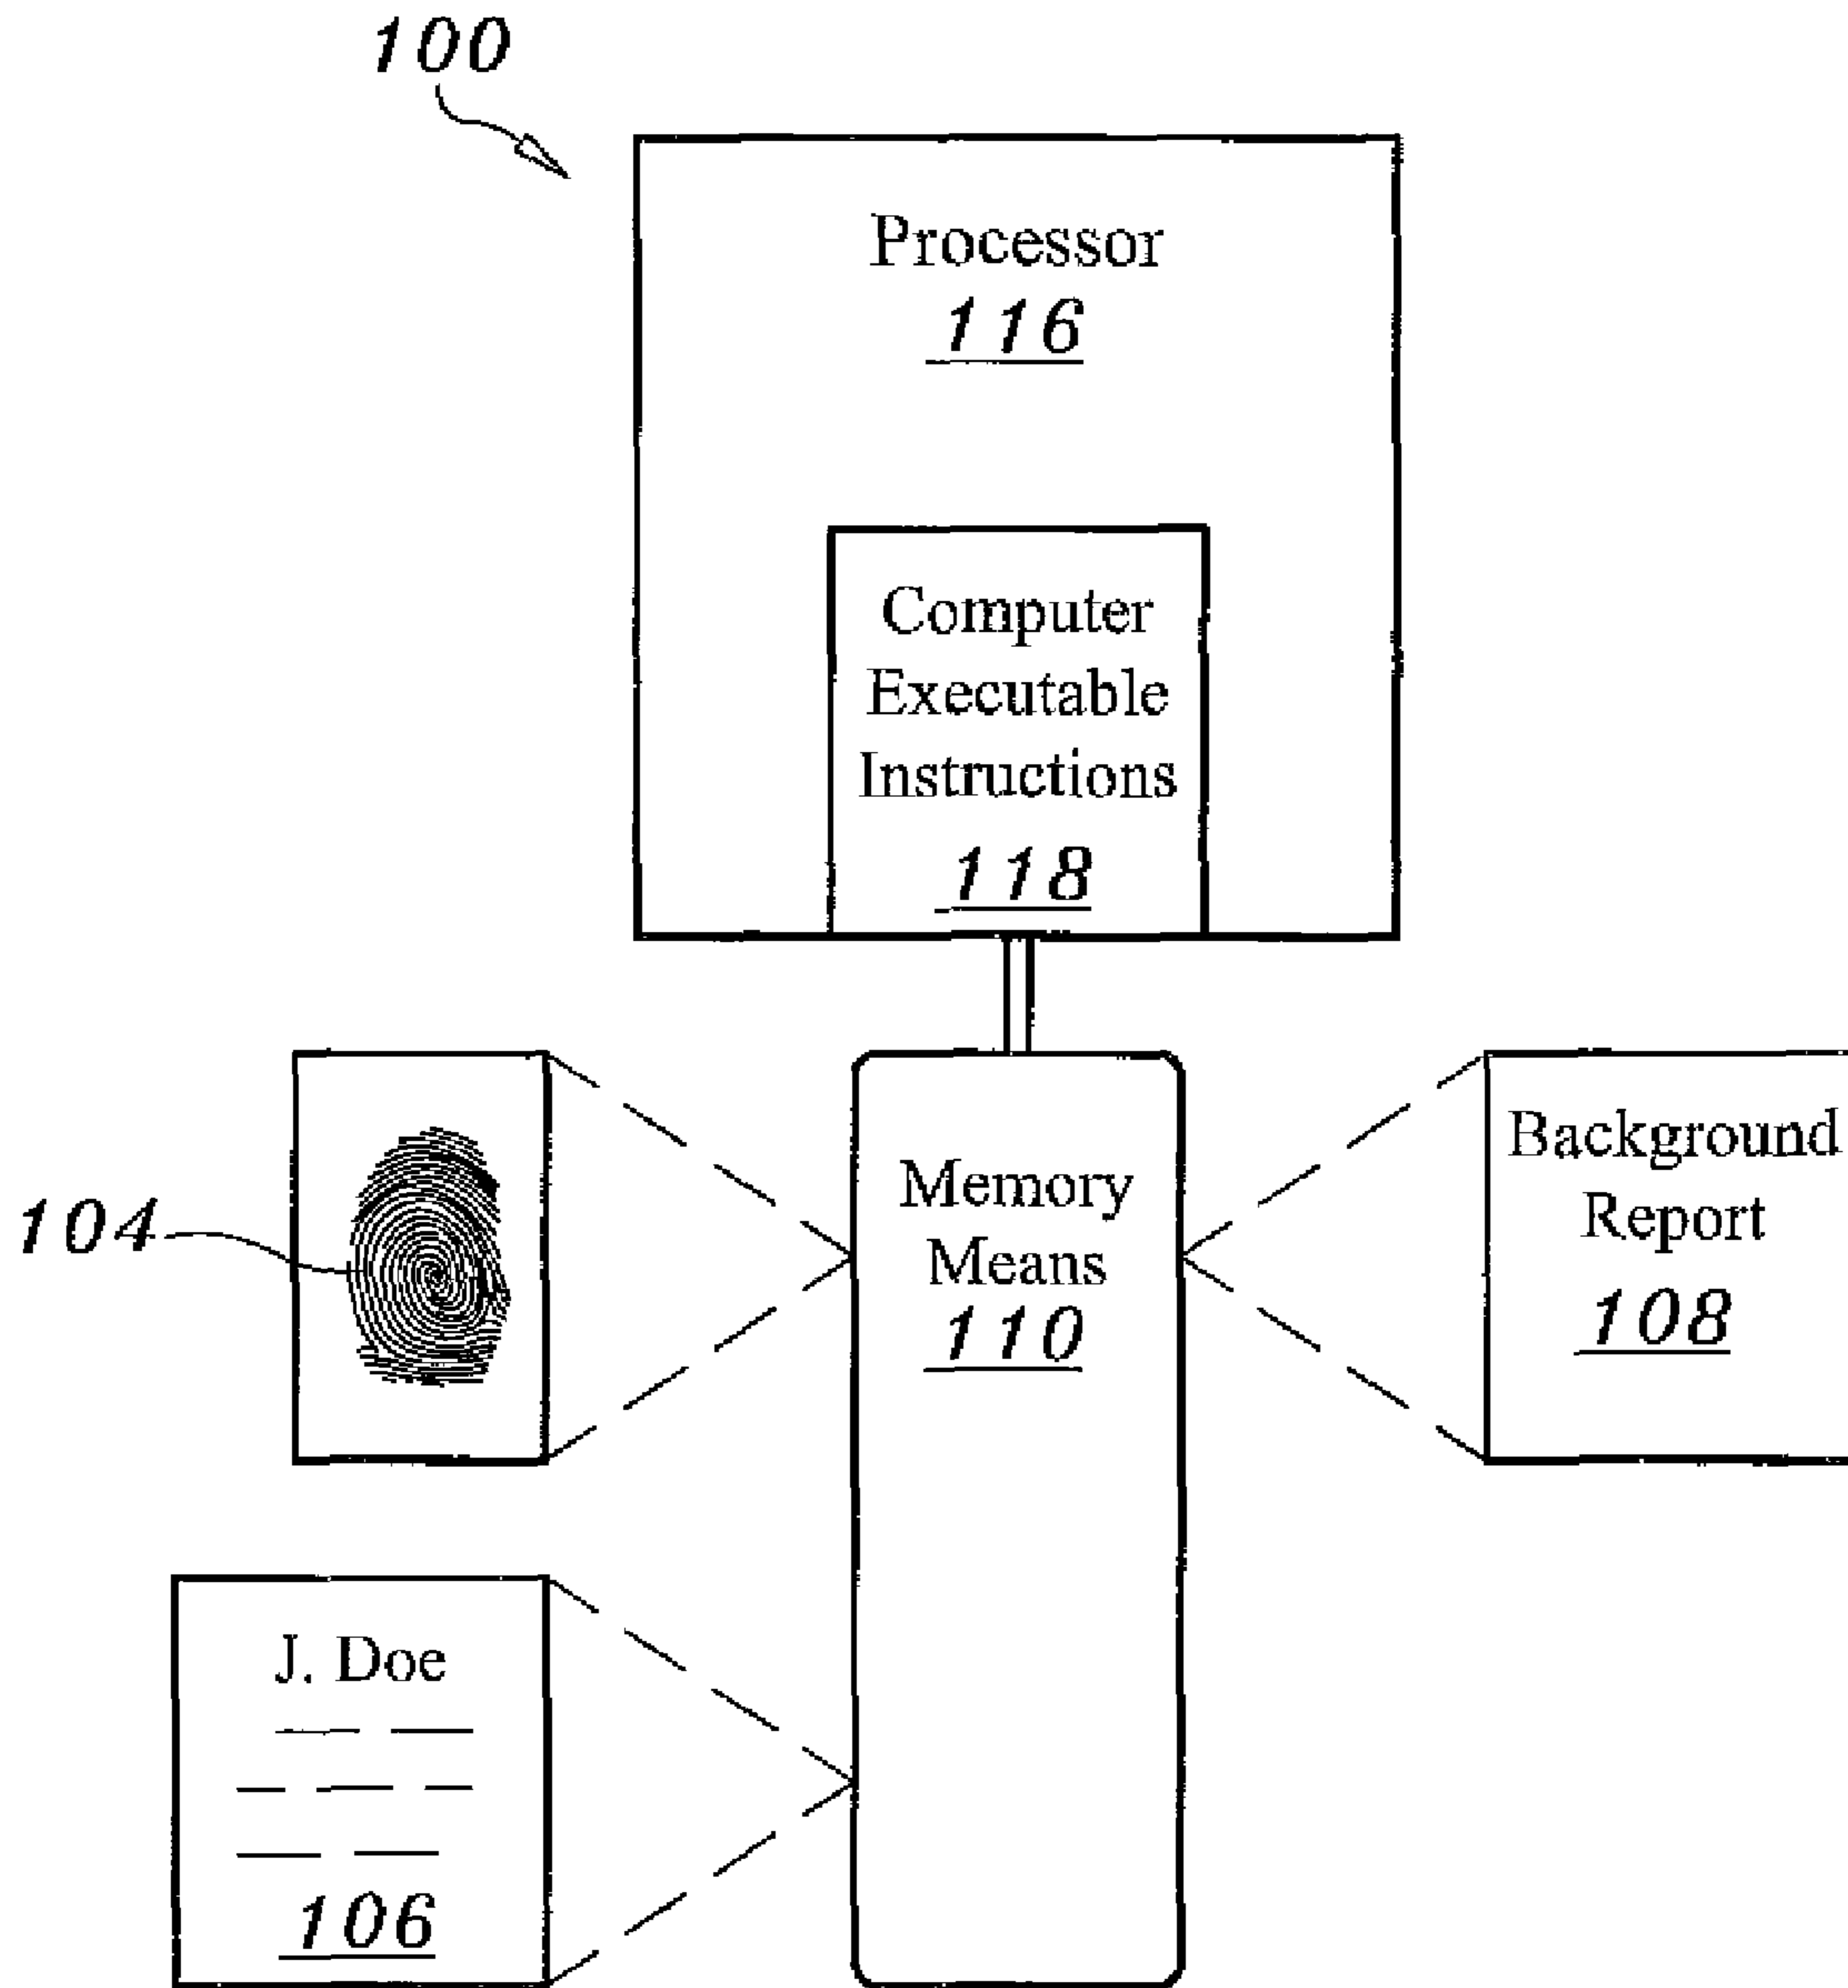 100
Processor
116
Computer
Executable
Instructions
118
104
Memory
Means
110
Background
Report
108
J. Doe
106